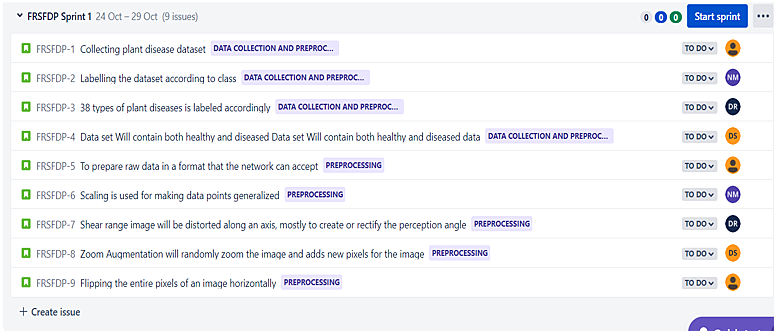 FRSFDP Sprint 1 24 Oct – 29 Oct (9 issues) 0 0 0 Start sprint
FRSFDP-1 Collecting plant disease dataset DATA COLLECTION AND PREPROC... TO DO
FRSFDP-2 Labelling the dataset according to class DATA COLLECTION AND PREPROC... TO DO NM
FRSFDP-3 38 types of plant diseases is labeled accordingly DATA COLLECTION AND PREPROC... TO DO DR
FRSFDP-4 Data set Will contain both healthy and diseased Data set Will contain both healthy and diseased data DATA COLLECTION AND PREPROC... TO DO DS
FRSFDP-5 To prepare raw data in a format that the network can accept PREPROCESSING TO DO
FRSFDP-6 Scaling is used for making data points generalized PREPROCESSING TO DO NM
FRSFDP-7 Shear range image will be distorted along an axis, mostly to create or rectify the perception angle PREPROCESSING TO DO DR
FRSFDP-8 Zoom Augmentation will randomly zoom the image and adds new pixels for the image PREPROCESSING TO DO DS
FRSFDP-9 Flipping the entire pixels of an image horizontally PREPROCESSING TO DO
+ Create issue